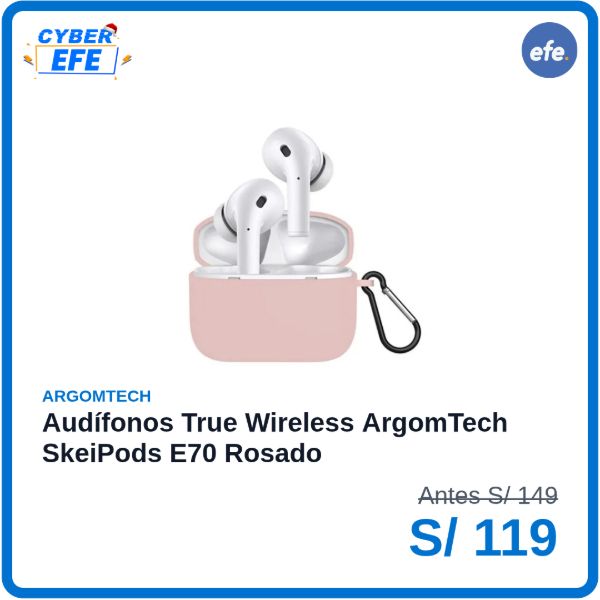 CYBER
EFE
efe.
ARGOMTECH
Audífonos True Wireless ArgomTech
SkeiPods E70 Rosado
Antes S/ 149
S/ 119